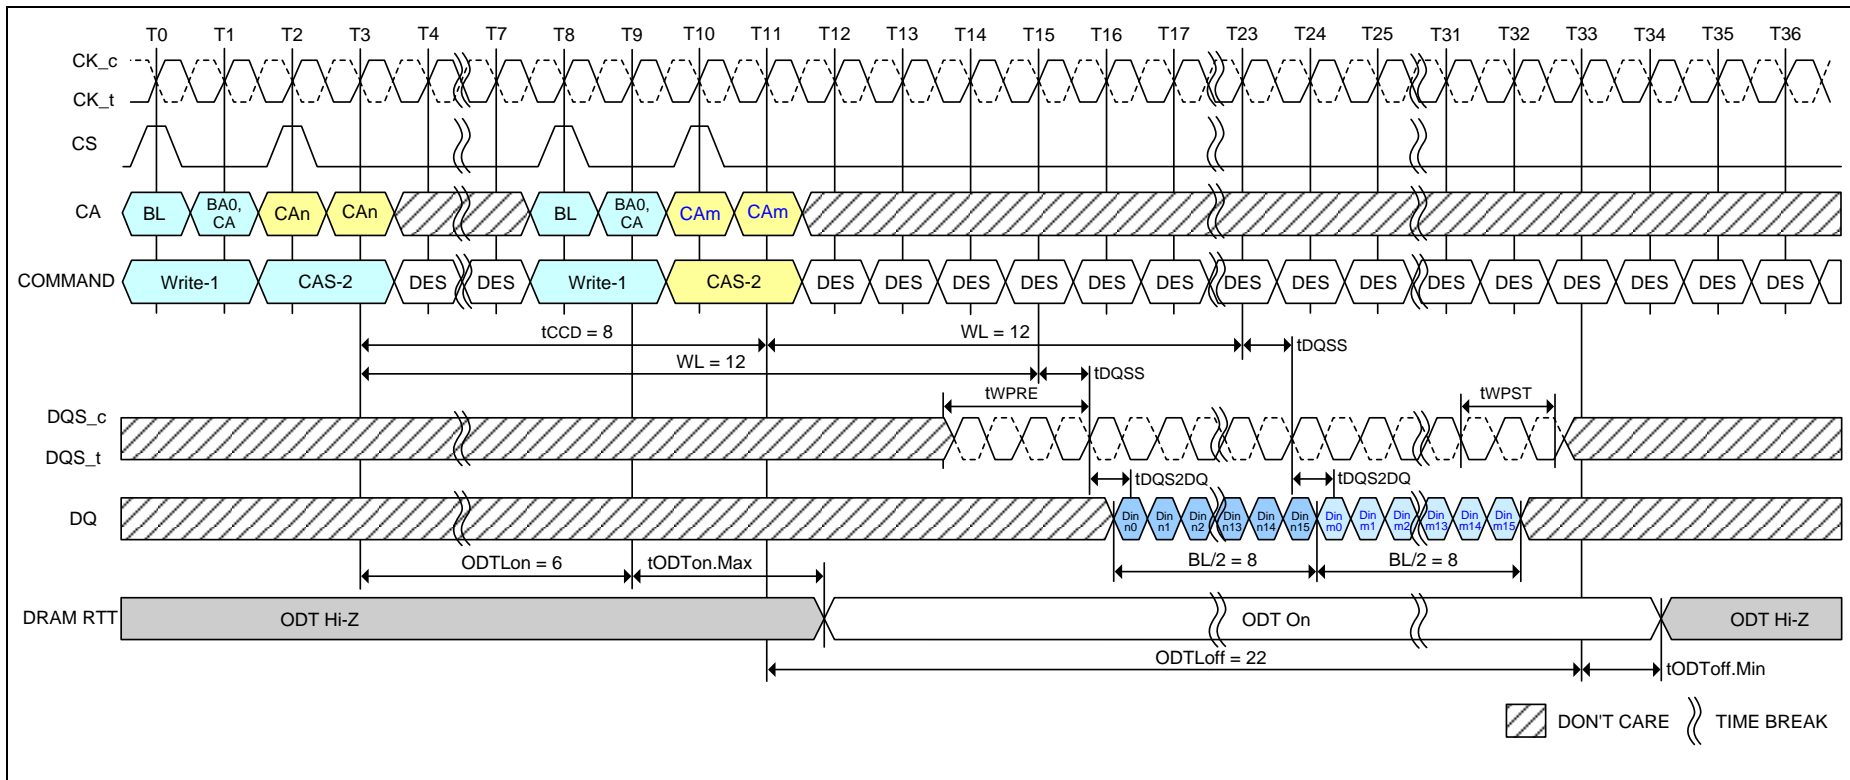 T0 T1 T2 T3 T4 T7 T8 T9 T10 T11 T12 T13 T14 T15 T16 T17 T23 T24 T25 T31 T32 T33 T34 T35 T36
CK_c
CK_t
CS
CA BL BA0, CA CAn CAn BL BA0, CA CAm CAm
COMMAND Write-1 CAS-2 DES DES Write-1 CAS-2 DES DES DES DES DES DES DES DES DES DES DES DES DES DES DES
tCCD = 8 WL = 12 tDQSS
WL = 12 tDQSS
tWPRE tWPST
DQS_c
DQS_t
tDQS2DQ tDQS2DQ
DQ Din n0 Din n1 Din n2 Din n13 Din n14 Din n15 Din m0 Din m1 Din m2 Din m13 Din m14 Din m15
ODTLon = 6 tODTon.Max BL/2 = 8 BL/2 = 8
DRAM RTT ODT Hi-Z ODT On ODT Hi-Z
ODTLoff = 22 tODToff.Min
DON'T CARE TIME BREAK